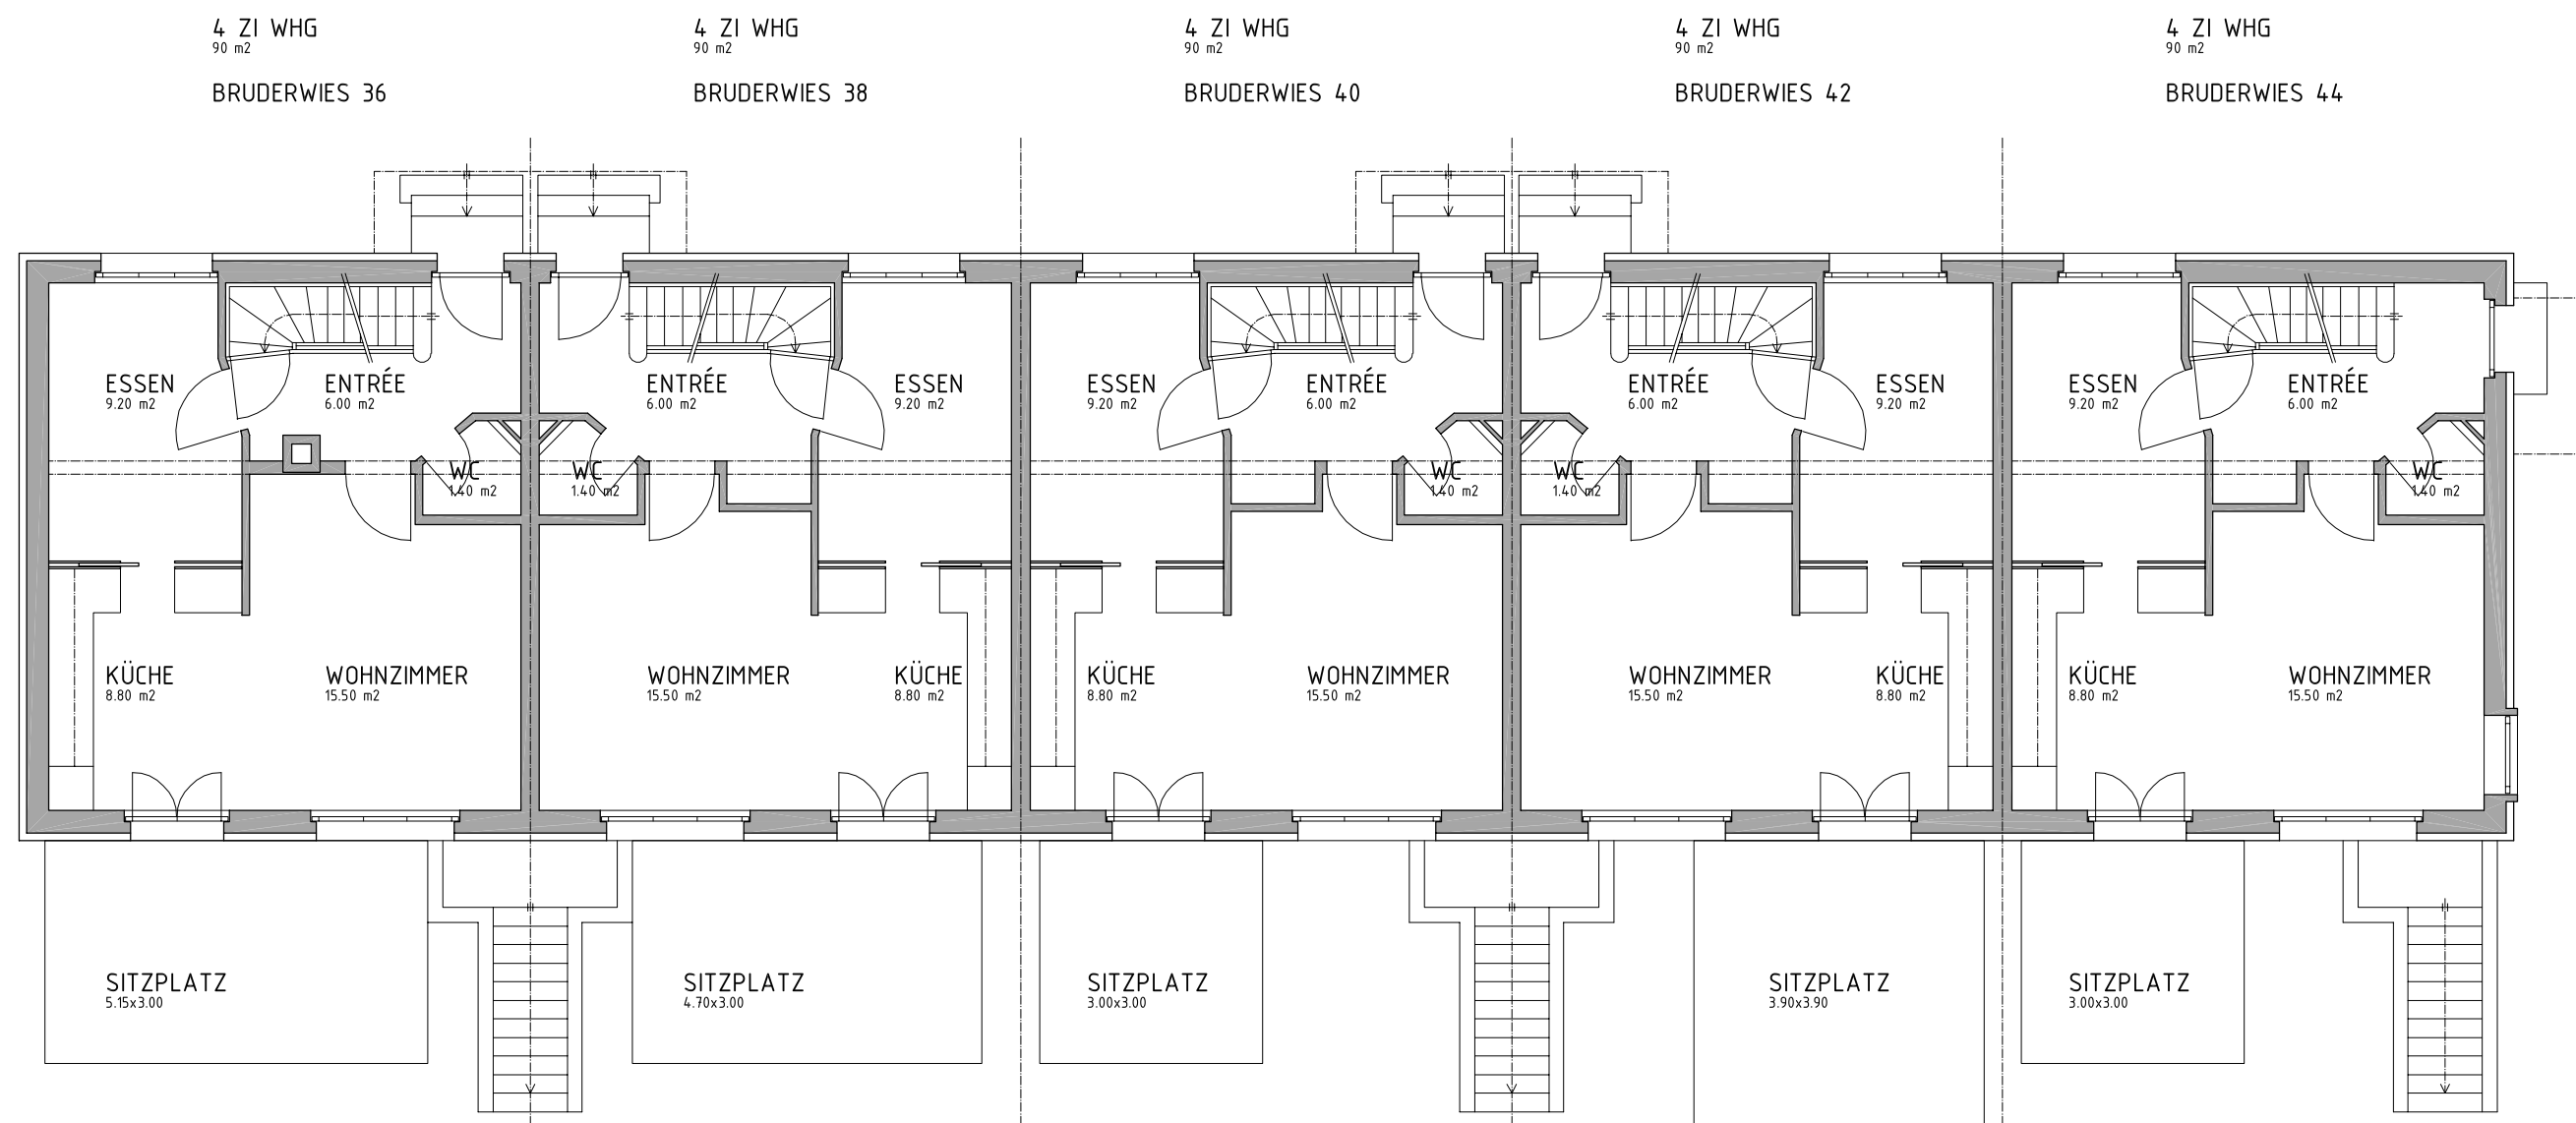 4 ZI WHG
90 m2
BRUDERWIES 36
4 ZI WHG
90 m2
BRUDERWIES 38
4 ZI WHG
90 m2
BRUDERWIES 40
4 ZI WHG
90 m2
BRUDERWIES 42
4 ZI WHG
90 m2
BRUDERWIES 44
ESSEN
9.20 m2
ENTRÉE
6.00 m2
WC
1.40 m2
KÜCHE
8.80 m2
WOHNZIMMER
15.50 m2
SITZPLATZ
5.15x3.00
ENTRÉE
6.00 m2
ESSEN
9.20 m2
WC
1.40 m2
WOHNZIMMER
15.50 m2
KÜCHE
8.80 m2
SITZPLATZ
4.70x3.00
ESSEN
9.20 m2
ENTRÉE
6.00 m2
WC
1.40 m2
KÜCHE
8.80 m2
WOHNZIMMER
15.50 m2
SITZPLATZ
3.00x3.00
ENTRÉE
6.00 m2
ESSEN
9.20 m2
WC
1.40 m2
WOHNZIMMER
15.50 m2
KÜCHE
8.80 m2
SITZPLATZ
3.90x3.90
ESSEN
9.20 m2
ENTRÉE
6.00 m2
WC
1.40 m2
KÜCHE
8.80 m2
WOHNZIMMER
15.50 m2
SITZPLATZ
3.00x3.00